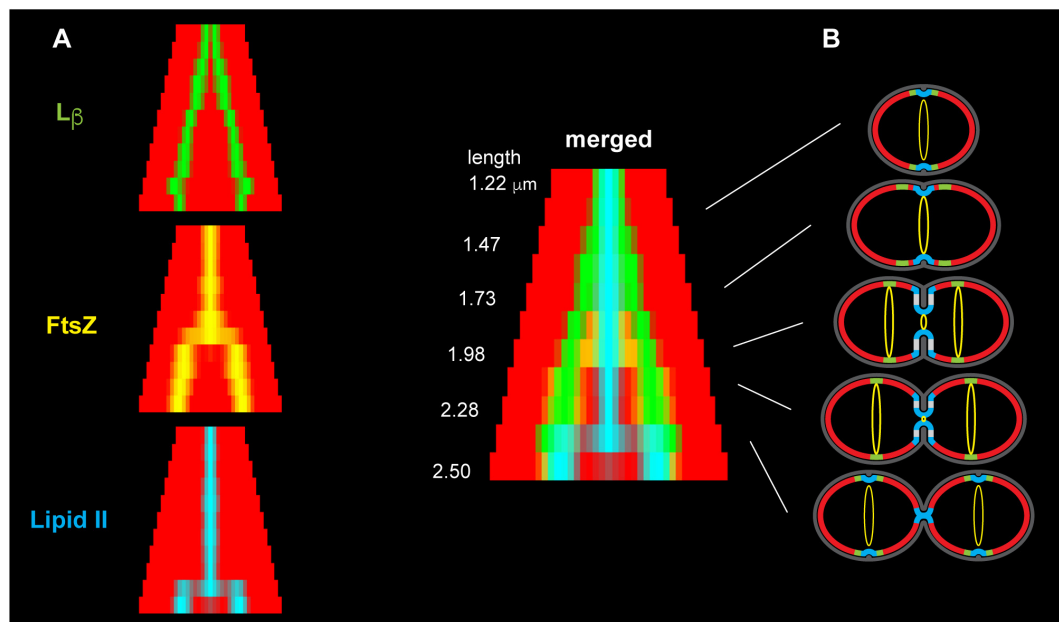 A
B
Lβ
merged
length
1.22 μm
1.47
1.73
FtsZ
1.98
2.28
2.50
Lipid II